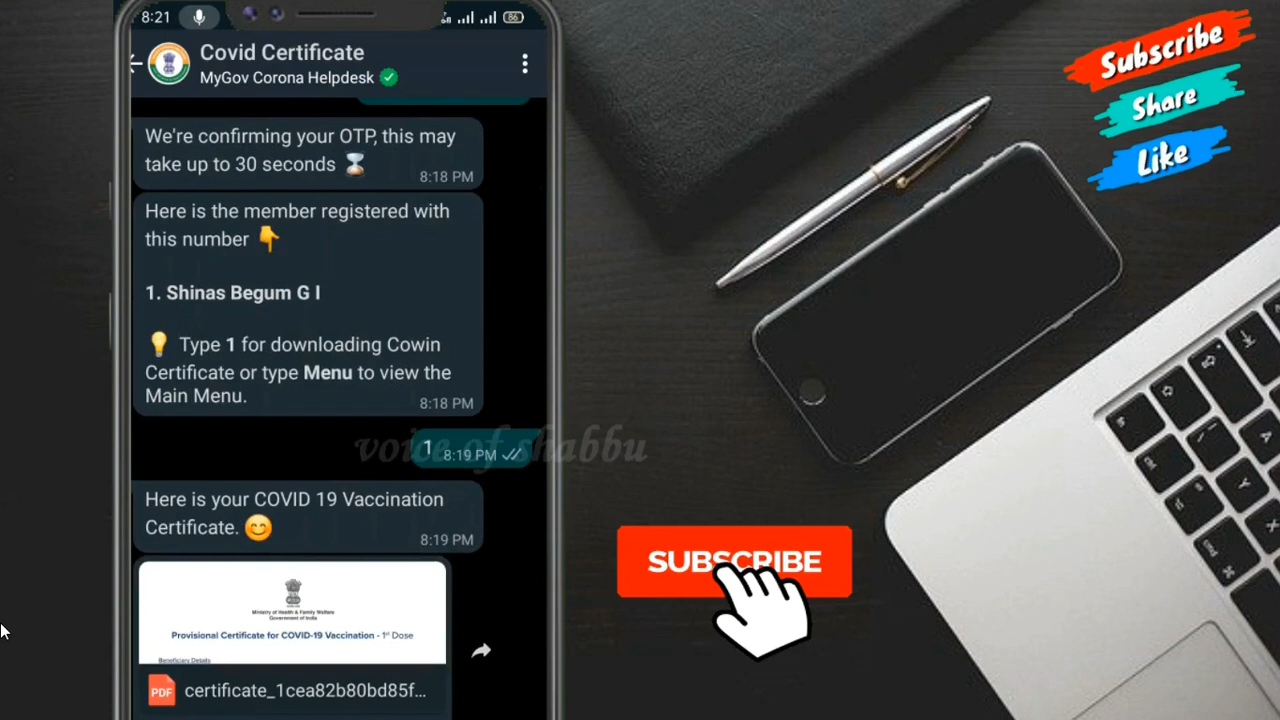 8:21
86
Covid Certificate
MyGov Corona Helpdesk
We're confirming your OTP, this may
take up to 30 seconds ⏳
8:18 PM
Here is the member registered with
this number 👇
1. Shinas Begum G I
💡 Type 1 for downloading Cowin
Certificate or type Menu to view the
Main Menu.
8:18 PM
1
8:19 PM
voice of shabbu
Here is your COVID 19 Vaccination
Certificate. 😊
8:19 PM
Ministry of Health & Family Welfare
Government of India
Provisional Certificate for COVID-19 Vaccination - 1st Dose
Beneficiary Details
PDF
certificate_1cea82b80bd85f...
Subscribe
Share
Like
SUBSCRIBE